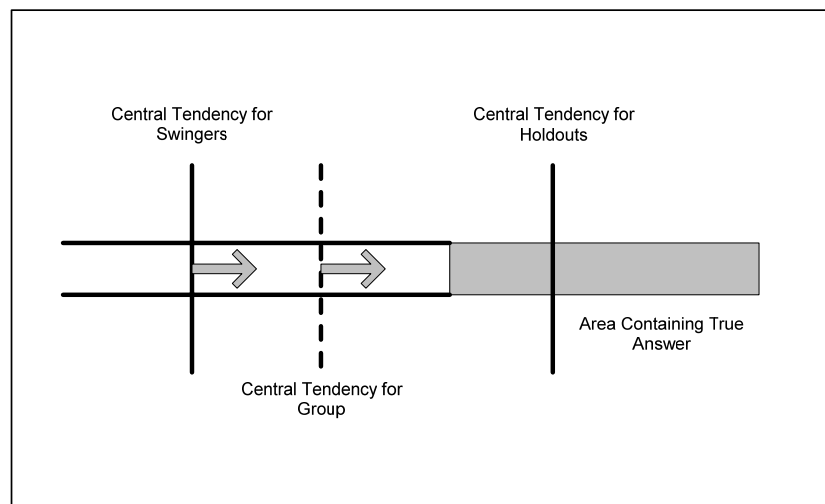 Central Tendency for
Swingers
Central Tendency for
Holdouts
Area Containing True
Answer
Central Tendency for
Group